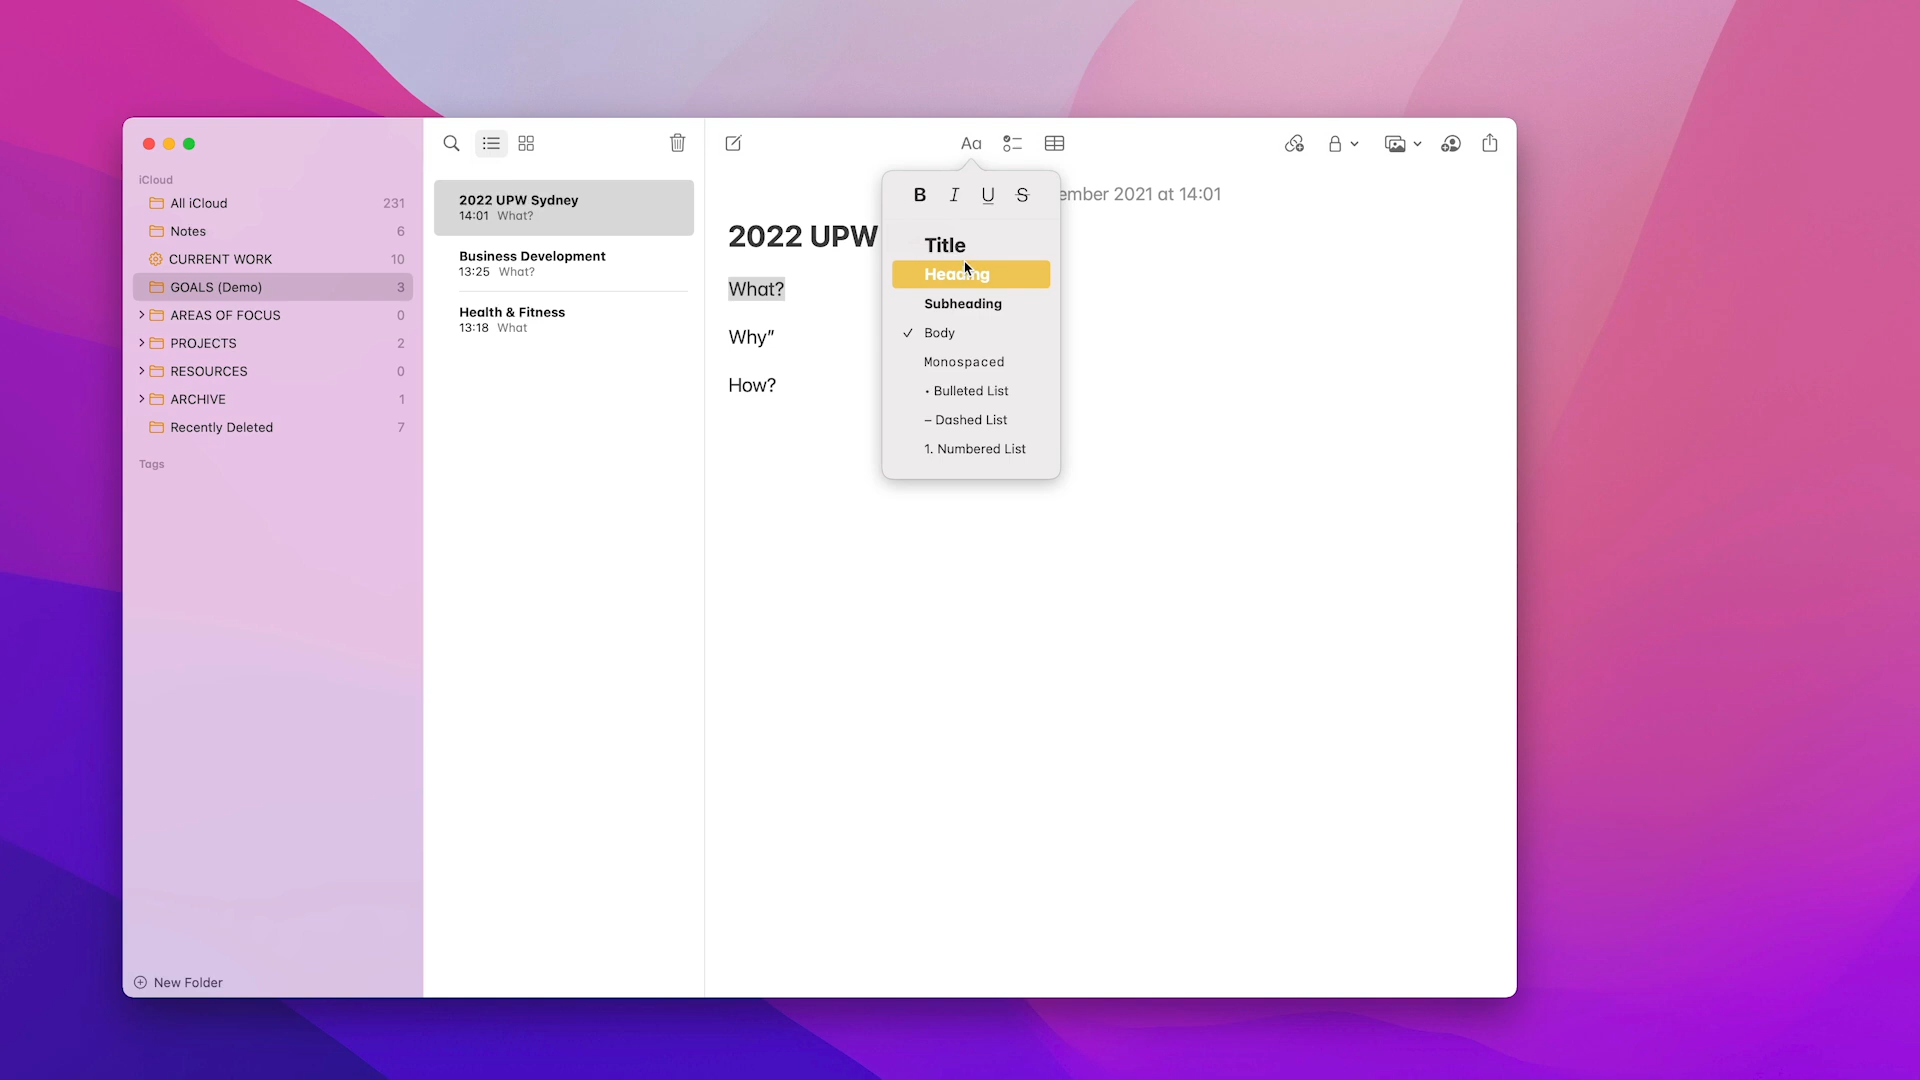 iCloud
All iCloud 231
Notes 6
CURRENT WORK 10
GOALS (Demo) 3
AREAS OF FOCUS 0
PROJECTS 2
RESOURCES 0
ARCHIVE 1
Recently Deleted 7
Tags
New Folder
2022 UPW Sydney
14:01 What?
Business Development
13:25 What?
Health & Fitness
13:18 What
Aa
ember 2021 at 14:01
2022 UPW
What?
Why”
How?
B I U S
Title
Heading
Subheading
✓ Body
Monospaced
• Bulleted List
– Dashed List
1. Numbered List